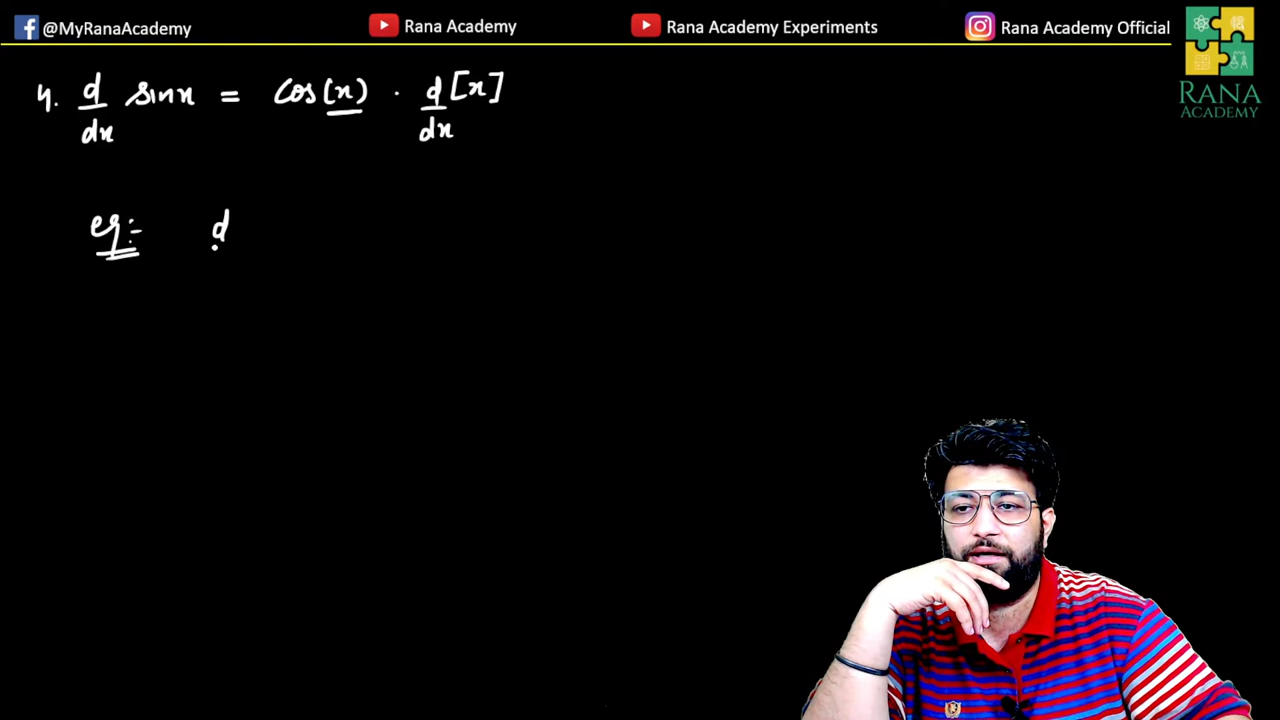 @MyRanaAcademy
Rana Academy
Rana Academy Experiments
Rana Academy Official
RANA
ACADEMY
4. d/dx sinx = cos(x) · d/dx [x]
eg:- d